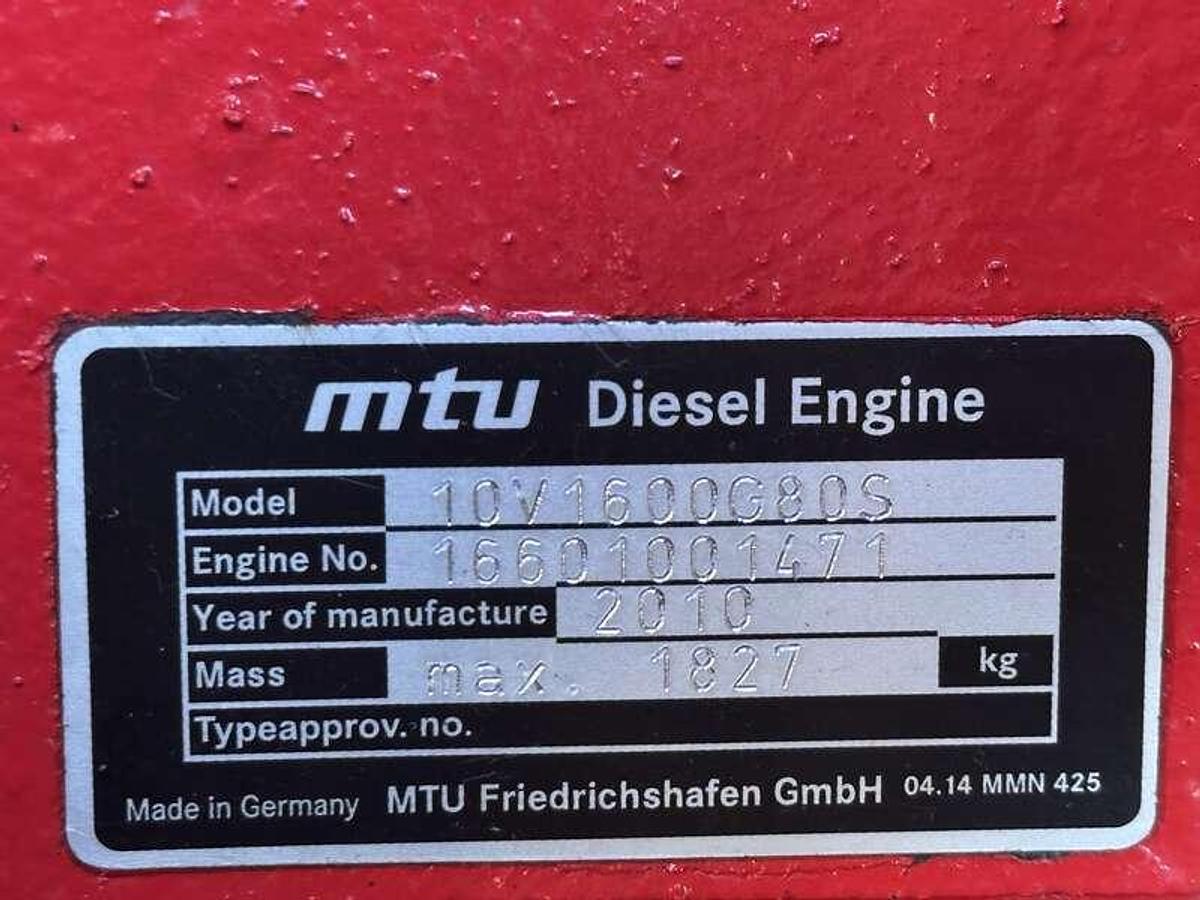 mtu Diesel Engine
Model 10V1600G80S
Engine No. 16601001471
Year of manufacture 2010
Mass max. 1827 kg
Typeapprov. no.
Made in Germany MTU Friedrichshafen GmbH 04.14 MMN 425